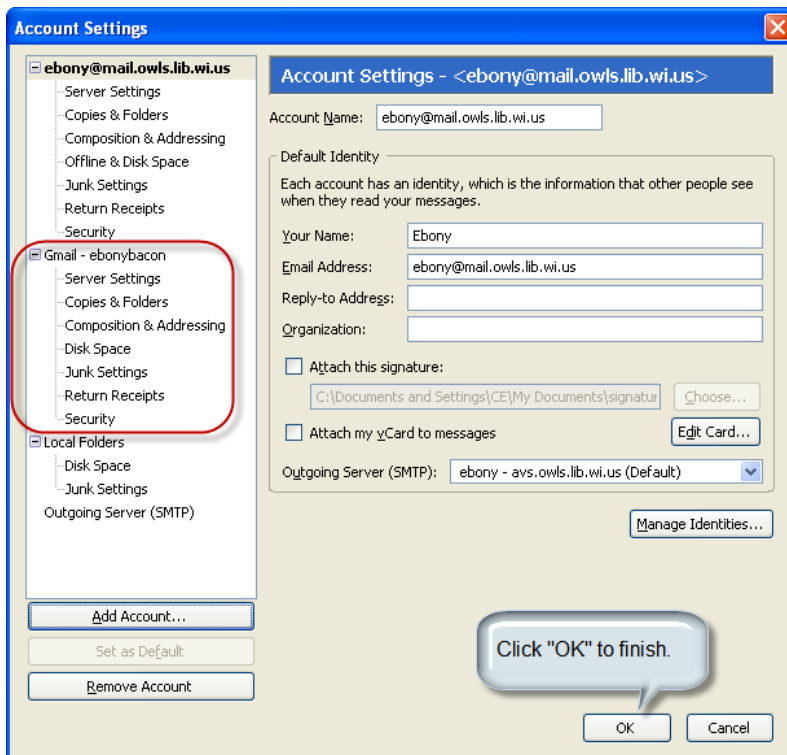 Account Settings
ebony@mail.owls.lib.wi.us
Server Settings
Copies & Folders
Composition & Addressing
Offline & Disk Space
Junk Settings
Return Receipts
Security
Gmail - ebonybacon
Server Settings
Copies & Folders
Composition & Addressing
Disk Space
Junk Settings
Return Receipts
Security
Local Folders
Disk Space
Junk Settings
Outgoing Server (SMTP)
Add Account...
Set as Default
Remove Account
Account Settings - <ebony@mail.owls.lib.wi.us>
Account Name: ebony@mail.owls.lib.wi.us
Default Identity
Each account has an identity, which is the information that other people see
when they read your messages.
Your Name: Ebony
Email Address: ebony@mail.owls.lib.wi.us
Reply-to Address:
Organization:
Attach this signature:
C:\Documents and Settings\CE\My Documents\signatur Choose...
Attach my vCard to messages Edit Card...
Outgoing Server (SMTP): ebony - avs.owls.lib.wi.us (Default)
Manage Identities...
Click "OK" to finish.
OK Cancel